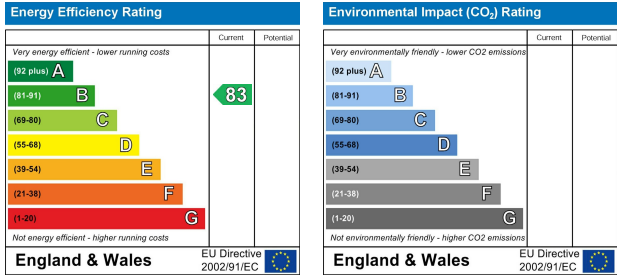 Energy Efficiency Rating
Current Potential
Very energy efficient - lower running costs
(92 plus) A
(81-91) B
83
(69-80) C
(55-68) D
(39-54) E
(21-38) F
(1-20) G
Not energy efficient - higher running costs
England & Wales
EU Directive
2002/91/EC
Environmental Impact (CO₂) Rating
Current Potential
Very environmentally friendly - lower CO2 emissions
(92 plus) A
(81-91) B
(69-80) C
(55-68) D
(39-54) E
(21-38) F
(1-20) G
Not environmentally friendly - higher CO2 emissions
England & Wales
EU Directive
2002/91/EC